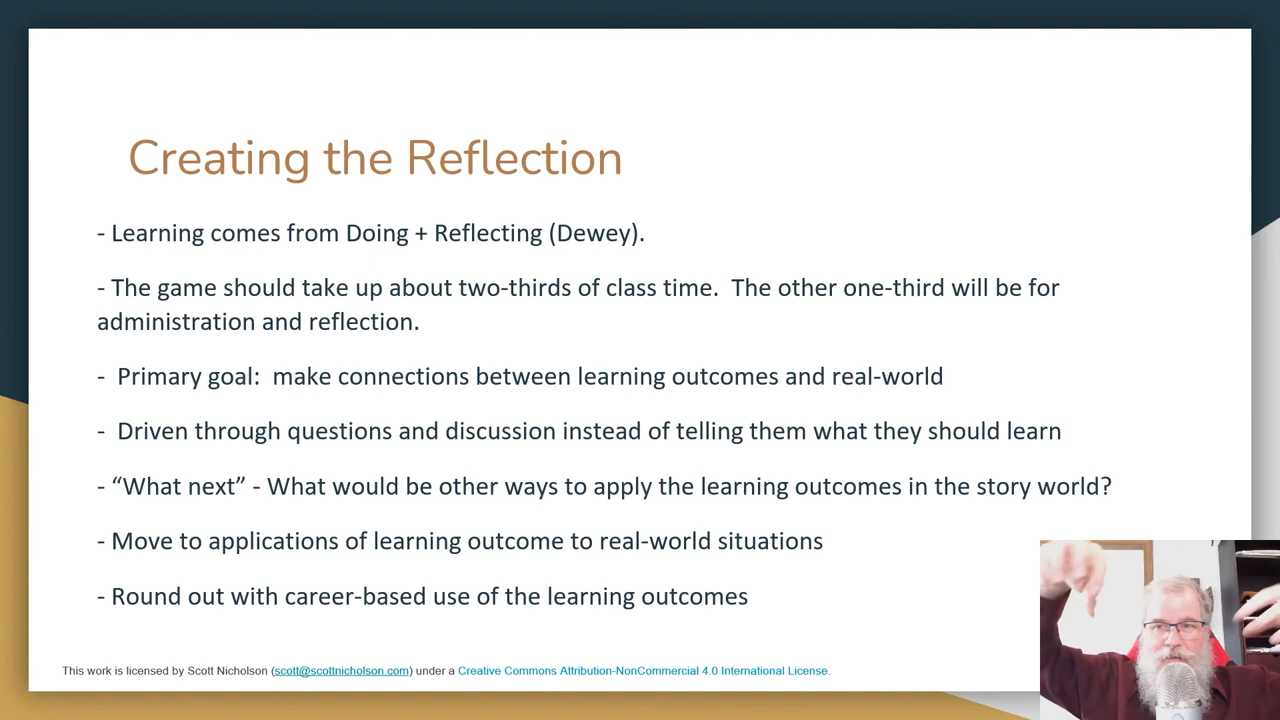 Creating the Reflection
- Learning comes from Doing + Reflecting (Dewey).
- The game should take up about two-thirds of class time.  The other one-third will be for
administration and reflection.
-  Primary goal:  make connections between learning outcomes and real-world
-  Driven through questions and discussion instead of telling them what they should learn
- “What next” - What would be other ways to apply the learning outcomes in the story world?
- Move to applications of learning outcome to real-world situations
- Round out with career-based use of the learning outcomes
This work is licensed by Scott Nicholson (scott@scottnicholson.com) under a Creative Commons Attribution-NonCommercial 4.0 International License.